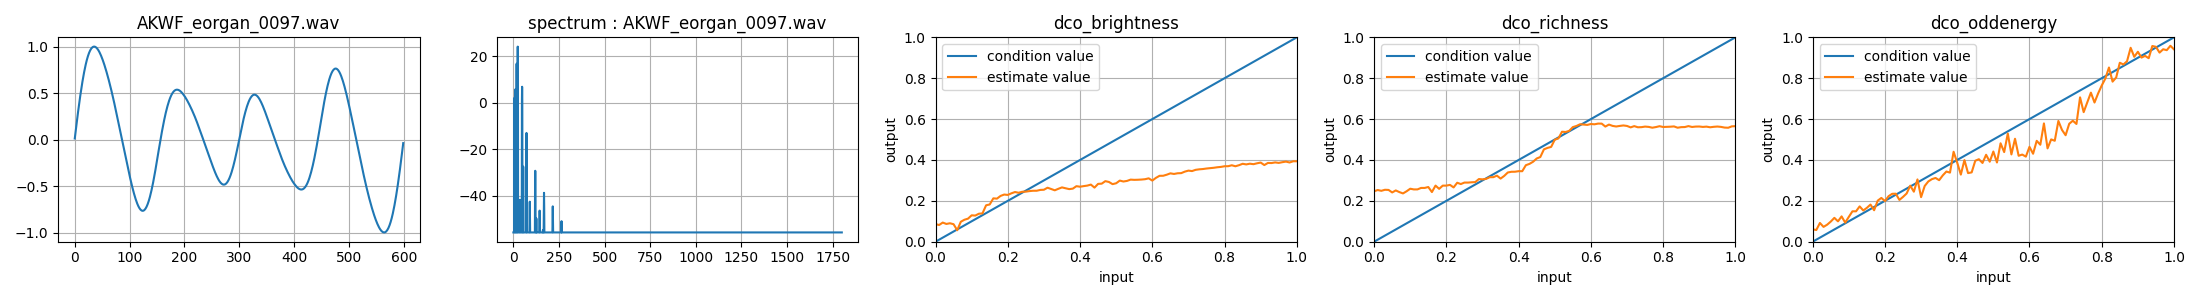 AKWF_eorgan_0097.wav
1.0
0.5
0.0
−0.5
−1.0
0 100 200 300 400 500 600
spectrum : AKWF_eorgan_0097.wav
20
0
−20
−40
0 250 500 750 1000 1250 1500 1750
dco_brightness
condition value
estimate value
output
1.0
0.8
0.6
0.4
0.2
0.0
0.0 0.2 0.4 0.6 0.8 1.0
input
dco_richness
condition value
estimate value
output
1.0
0.8
0.6
0.4
0.2
0.0
0.0 0.2 0.4 0.6 0.8 1.0
input
dco_oddenergy
condition value
estimate value
output
1.0
0.8
0.6
0.4
0.2
0.0
0.0 0.2 0.4 0.6 0.8 1.0
input